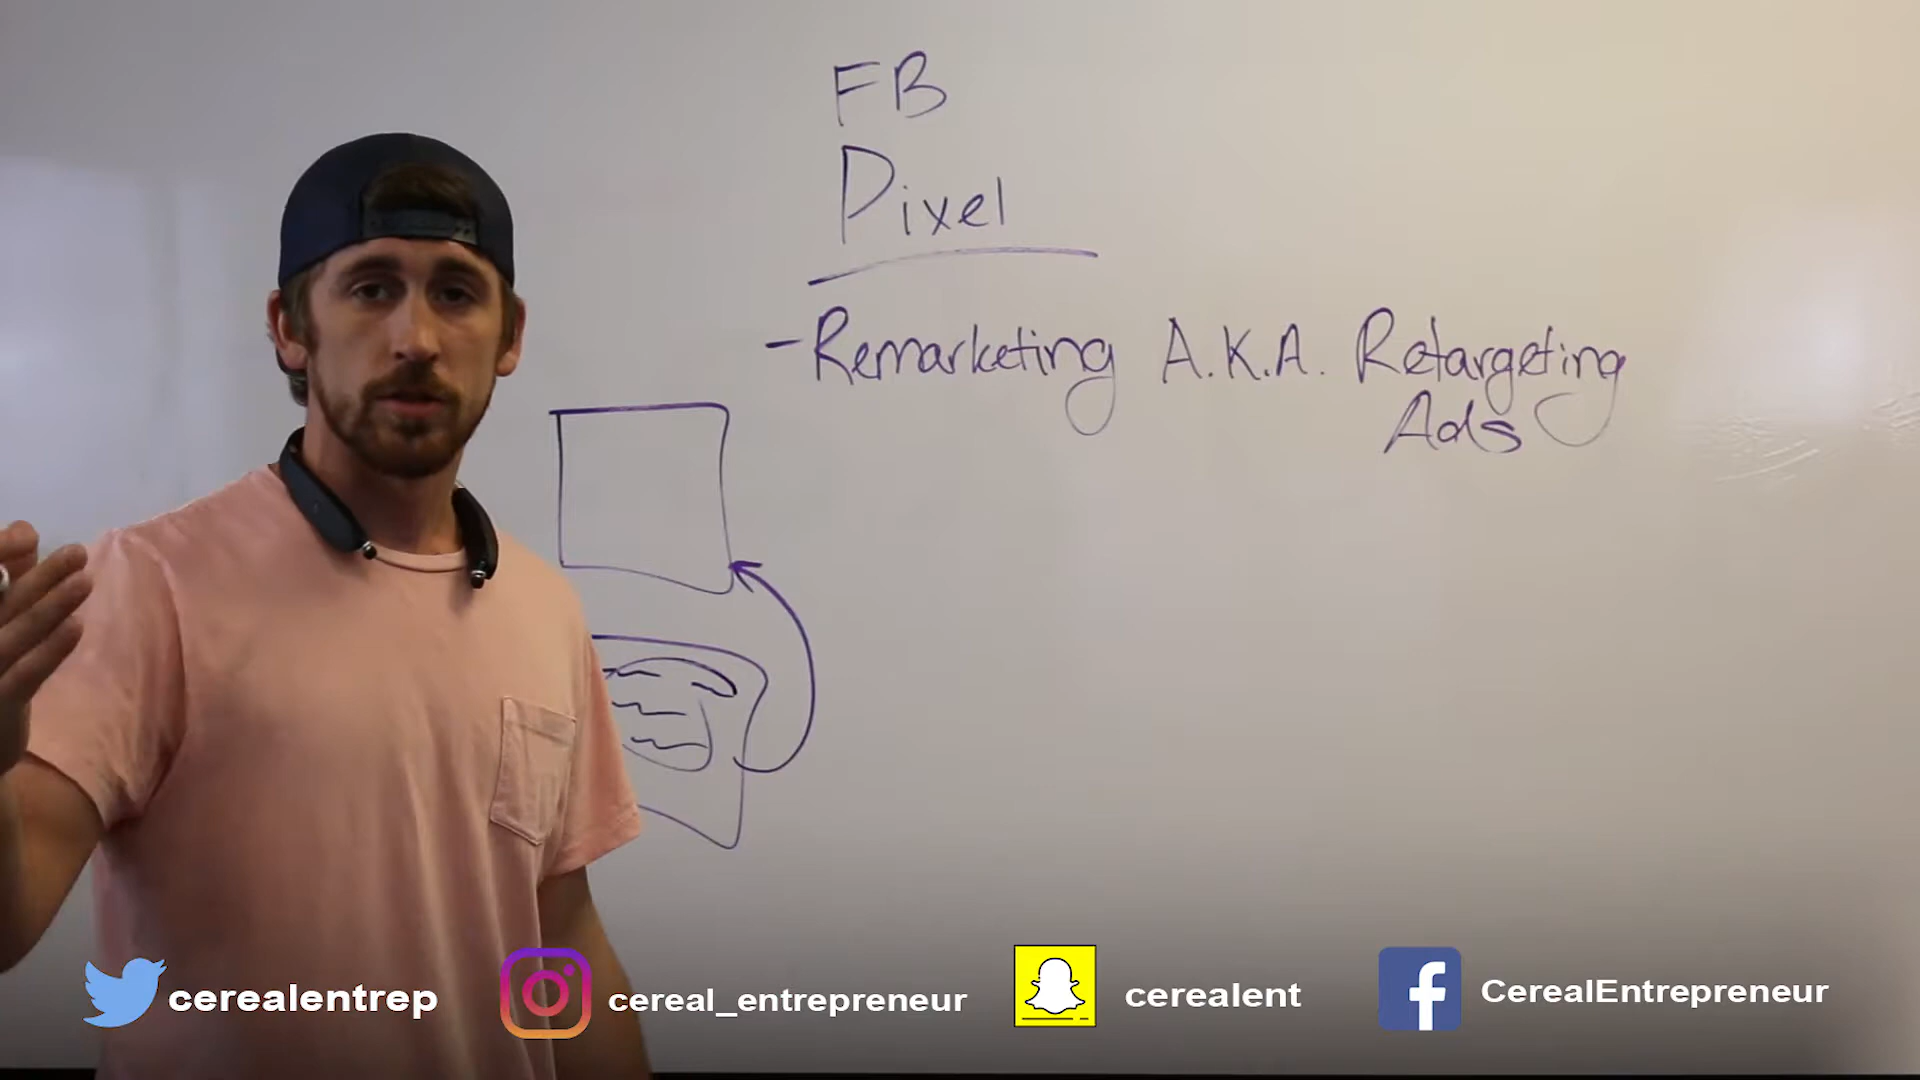 FB
Pixel
- Remarketing A.K.A. Retargeting
Ads
cerealentrep
cereal_entrepreneur
cerealent
CerealEntrepreneur